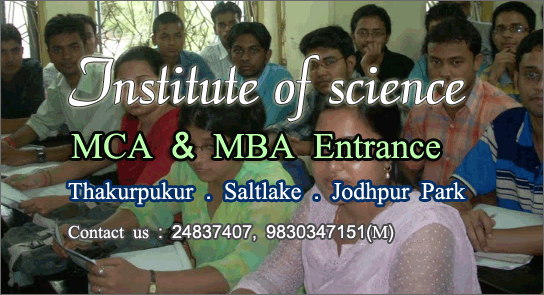 Institute of science
MCA & MBA Entrance
Thakurpukur . Saltlake . Jodhpur Park
Contact us : 24837407, 9830347151(M)